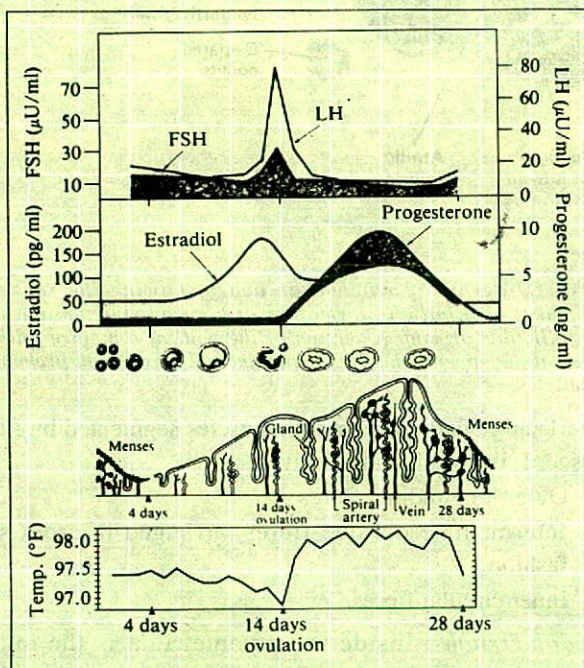 FSH (µU/ml)
70
50
30
10
FSH
LH
80
60
40
20
0
LH (µU/ml)
Estradiol (pg/ml)
200
150
100
50
0
Estradiol
Progesterone
10
5
0
Progesterone (ng/ml)
Menses
Gland
Menses
4 days
14 days
ovulation
Spiral
artery
Vein
28 days
Temp. (°F)
98.0
97.5
97.0
4 days
14 days
ovulation
28 days